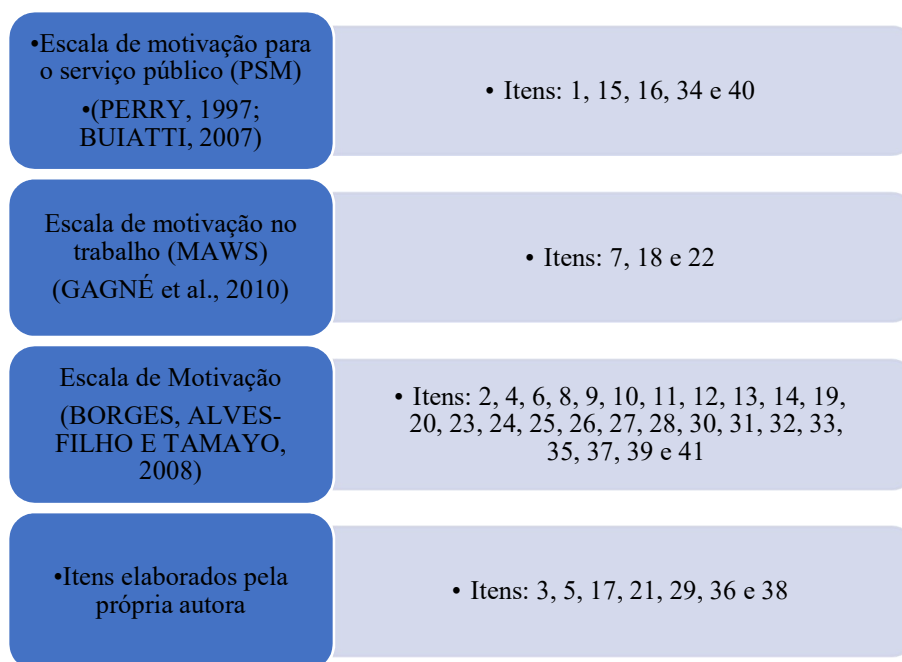 •Escala de motivação para
o serviço público (PSM)
•(PERRY, 1997;
BUIATTI, 2007)
• Itens: 1, 15, 16, 34 e 40
Escala de motivação no
trabalho (MAWS)
(GAGNÉ et al., 2010)
• Itens: 7, 18 e 22
Escala de Motivação
(BORGES, ALVES-
FILHO E TAMAYO,
2008)
• Itens: 2, 4, 6, 8, 9, 10, 11, 12, 13, 14, 19,
20, 23, 24, 25, 26, 27, 28, 30, 31, 32, 33,
35, 37, 39 e 41
•Itens elaborados pela
própria autora
• Itens: 3, 5, 17, 21, 29, 36 e 38